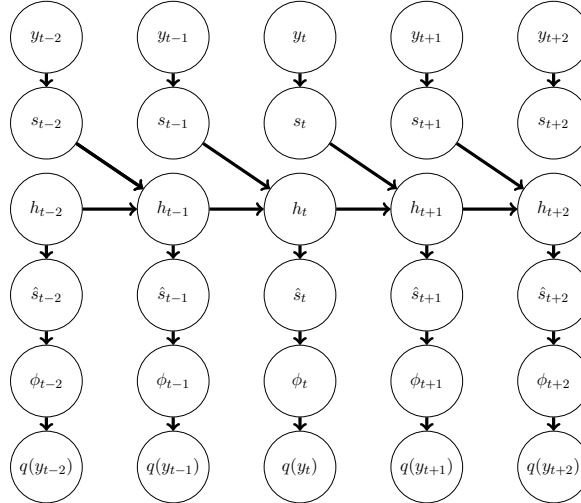 y_{t−2} y_{t−1} y_t y_{t+1} y_{t+2}
s_{t−2} s_{t−1} s_t s_{t+1} s_{t+2}
h_{t−2} h_{t−1} h_t h_{t+1} h_{t+2}
ŝ_{t−2} ŝ_{t−1} ŝ_t ŝ_{t+1} ŝ_{t+2}
ϕ_{t−2} ϕ_{t−1} ϕ_t ϕ_{t+1} ϕ_{t+2}
q(y_{t−2}) q(y_{t−1}) q(y_t) q(y_{t+1}) q(y_{t+2})